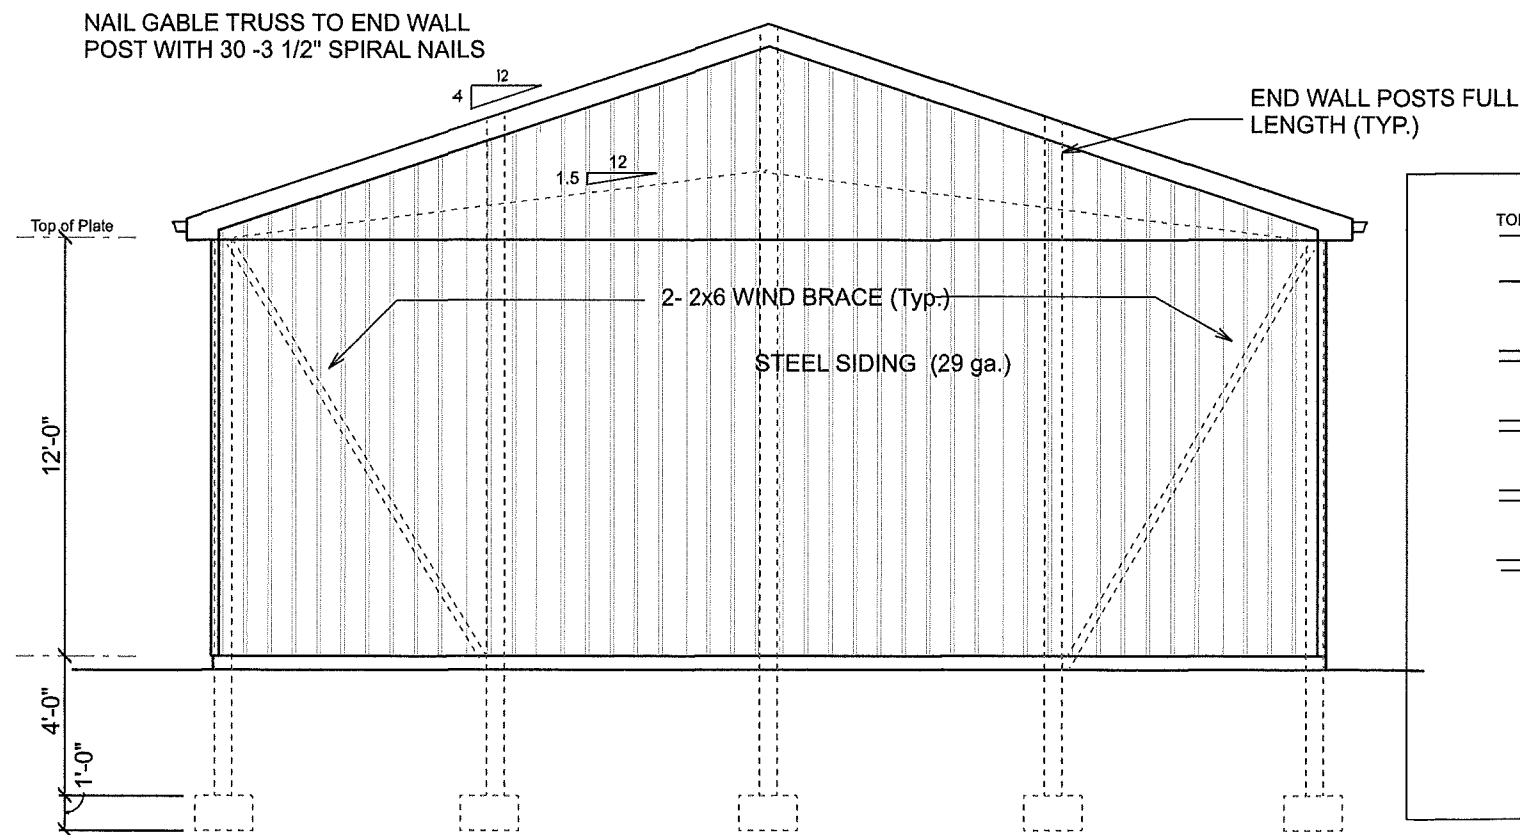 NAIL GABLE TRUSS TO END WALL
POST WITH 30 -3 1/2" SPIRAL NAILS
12
4
END WALL POSTS FULL
LENGTH (TYP.)
12
1.5
Top of Plate
2- 2x6 WIND BRACE (Typ.)
STEEL SIDING (29 ga.)
12'-0"
4'-0"
1'-0"